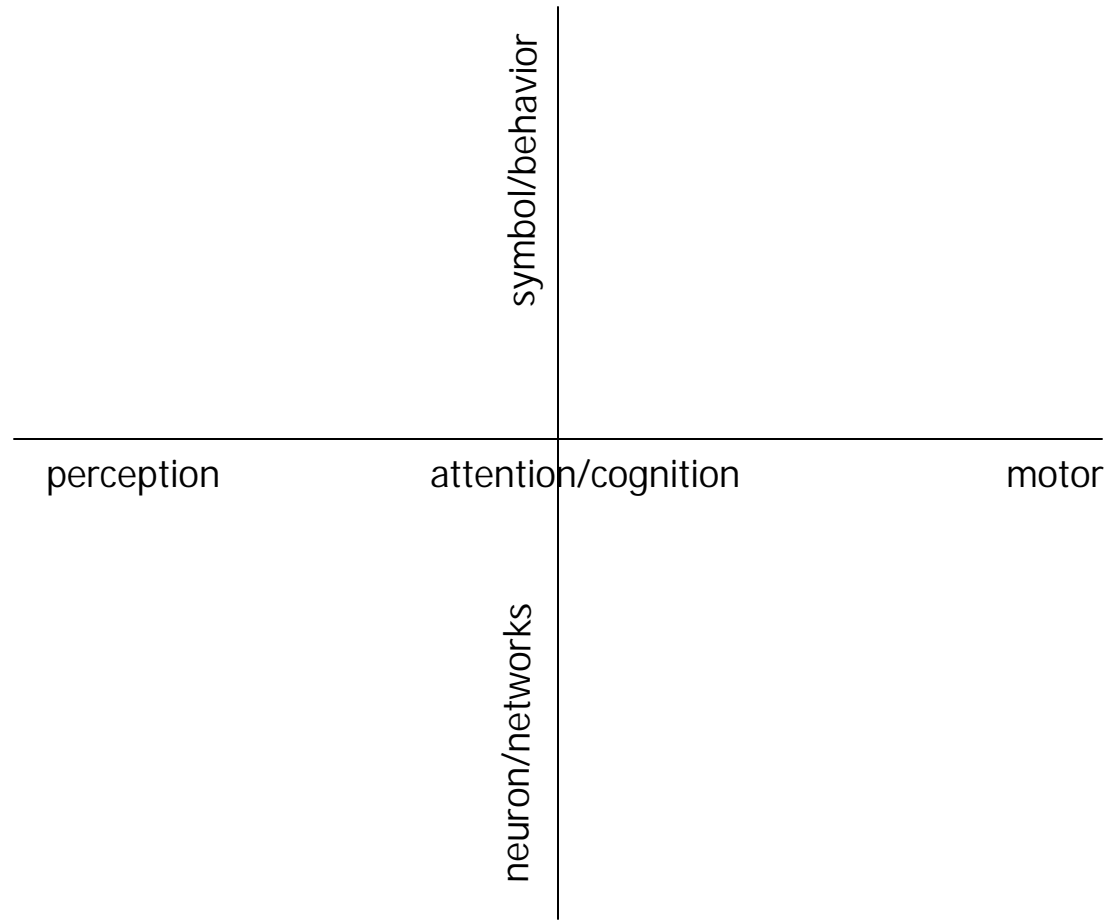 symbol/behavior
perception
attention/cognition
motor
neuron/networks